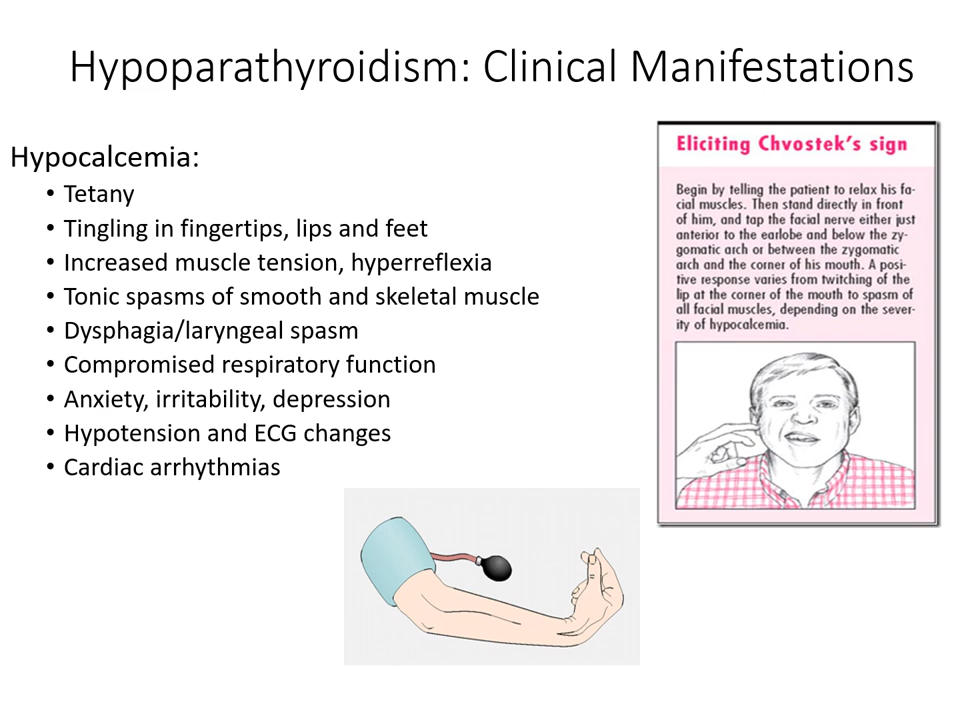 Hypoparathyroidism: Clinical Manifestations
Hypocalcemia:
• Tetany
• Tingling in fingertips, lips and feet
• Increased muscle tension, hyperreflexia
• Tonic spasms of smooth and skeletal muscle
• Dysphagia/laryngeal spasm
• Compromised respiratory function
• Anxiety, irritability, depression
• Hypotension and ECG changes
• Cardiac arrhythmias
Eliciting Chvostek's sign
Begin by telling the patient to relax his fa-
cial muscles. Then stand directly in front
of him, and tap the facial nerve either just
anterior to the earlobe and below the zy-
gomatic arch or between the zygomatic
arch and the corner of his mouth. A posi-
tive response varies from twitching of the
lip at the corner of the mouth to spasm of
all facial muscles, depending on the sever-
ity of hypocalcemia.